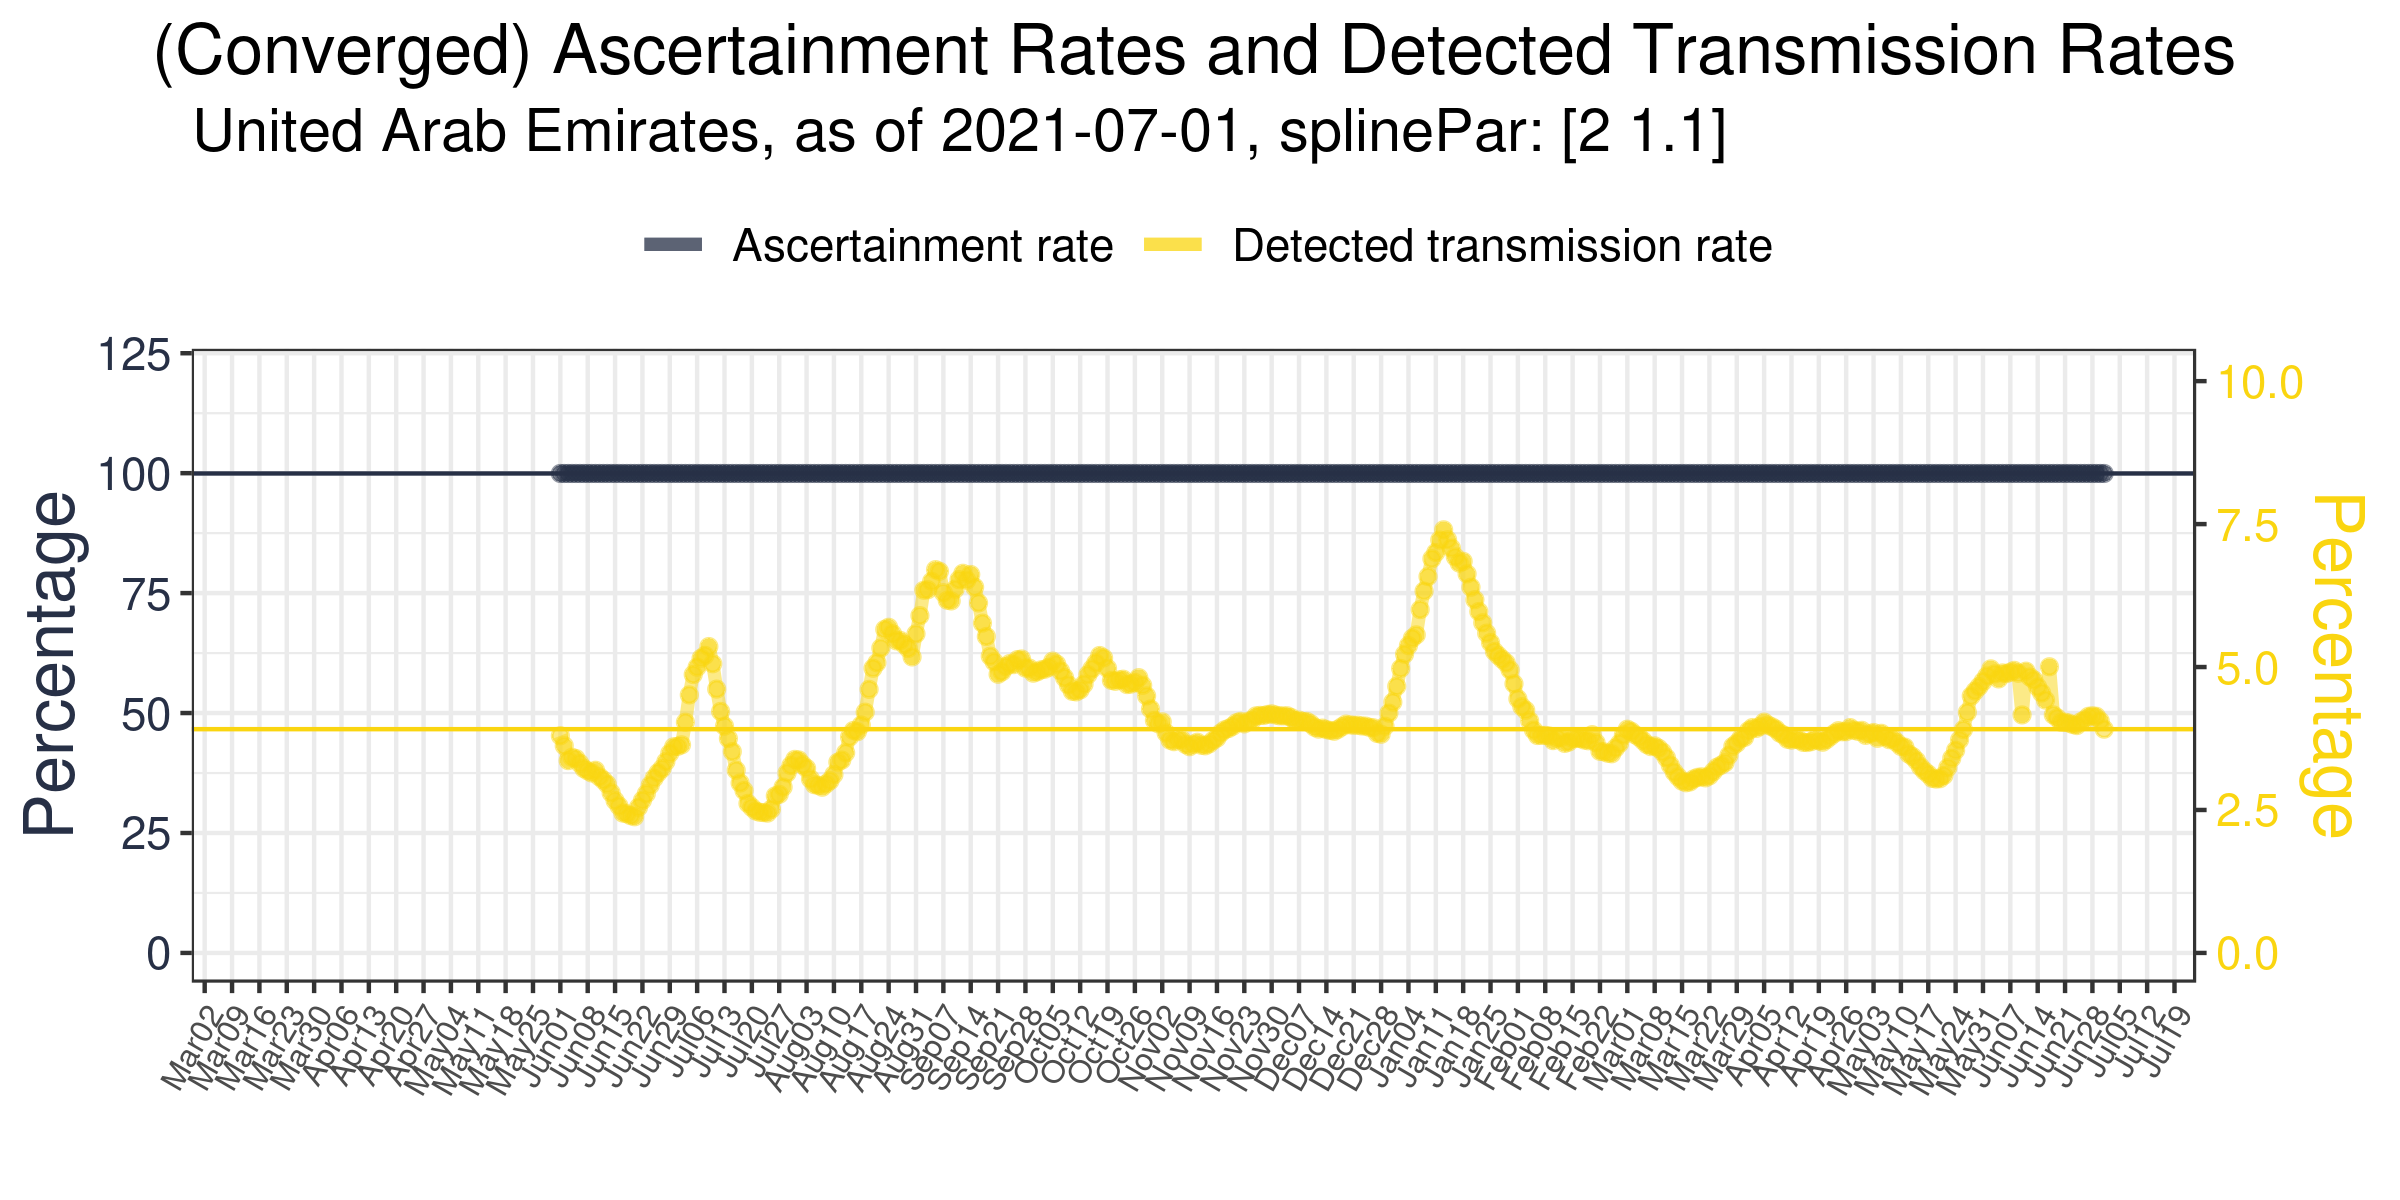 (Converged) Ascertainment Rates and Detected Transmission Rates
United Arab Emirates, as of 2021-07-01, splinePar: [2 1.1]
Ascertainment rate
Detected transmission rate
125
100
75
50
25
0
Percentage
10.0
7.5
5.0
2.5
0.0
Percentage
Mar02
Mar09
Mar16
Mar23
Mar30
Apr06
Apr13
Apr20
Apr27
May04
May11
May18
May25
Jun01
Jun08
Jun15
Jun22
Jun29
Jul06
Jul13
Jul20
Jul27
Aug03
Aug10
Aug17
Aug24
Aug31
Sep07
Sep14
Sep21
Sep28
Oct05
Oct12
Oct19
Oct26
Nov02
Nov09
Nov16
Nov23
Nov30
Dec07
Dec14
Dec21
Dec28
Jan04
Jan11
Jan18
Jan25
Feb01
Feb08
Feb15
Feb22
Mar01
Mar08
Mar15
Mar22
Mar29
Apr05
Apr12
Apr19
Apr26
May03
May10
May17
May24
May31
Jun07
Jun14
Jun21
Jun28
Jul05
Jul12
Jul19